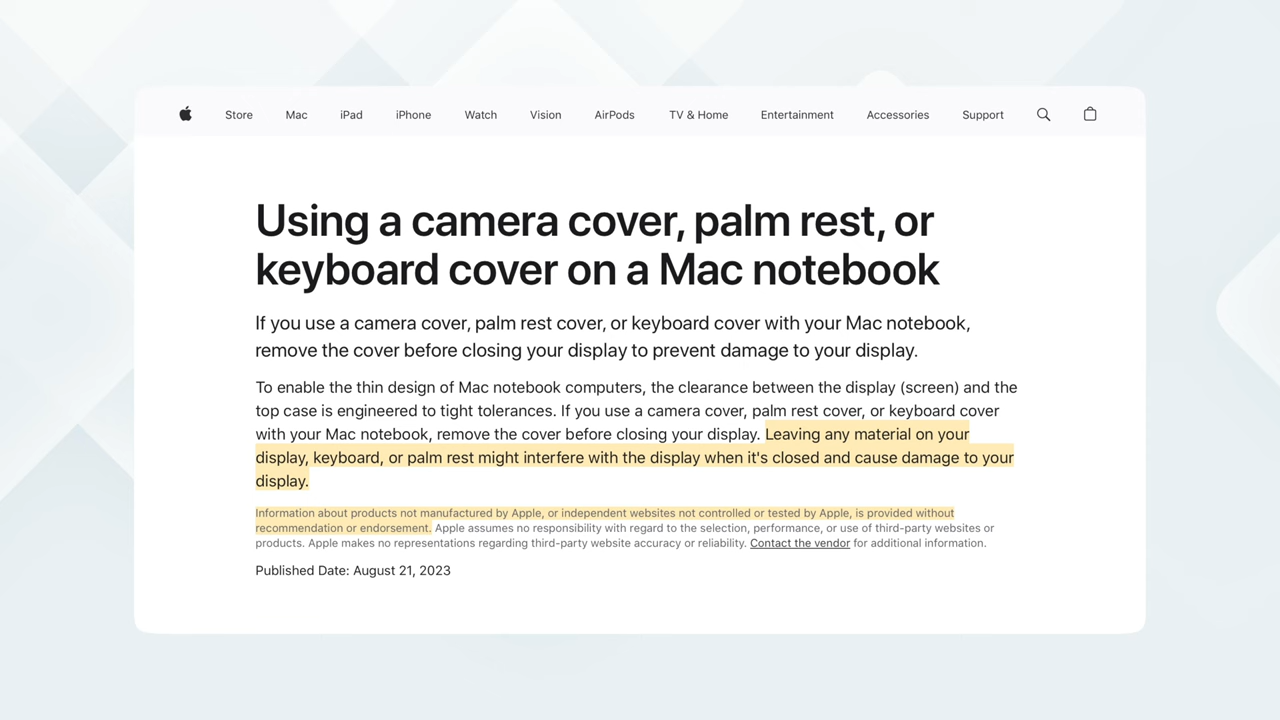 Store Mac iPad iPhone Watch Vision AirPods TV & Home Entertainment Accessories Support
Using a camera cover, palm rest, or
keyboard cover on a Mac notebook
If you use a camera cover, palm rest cover, or keyboard cover with your Mac notebook,
remove the cover before closing your display to prevent damage to your display.
To enable the thin design of Mac notebook computers, the clearance between the display (screen) and the
top case is engineered to tight tolerances. If you use a camera cover, palm rest cover, or keyboard cover
with your Mac notebook, remove the cover before closing your display. Leaving any material on your
display, keyboard, or palm rest might interfere with the display when it's closed and cause damage to your
display.
Information about products not manufactured by Apple, or independent websites not controlled or tested by Apple, is provided without
recommendation or endorsement. Apple assumes no responsibility with regard to the selection, performance, or use of third-party websites or
products. Apple makes no representations regarding third-party website accuracy or reliability. Contact the vendor for additional information.
Published Date: August 21, 2023